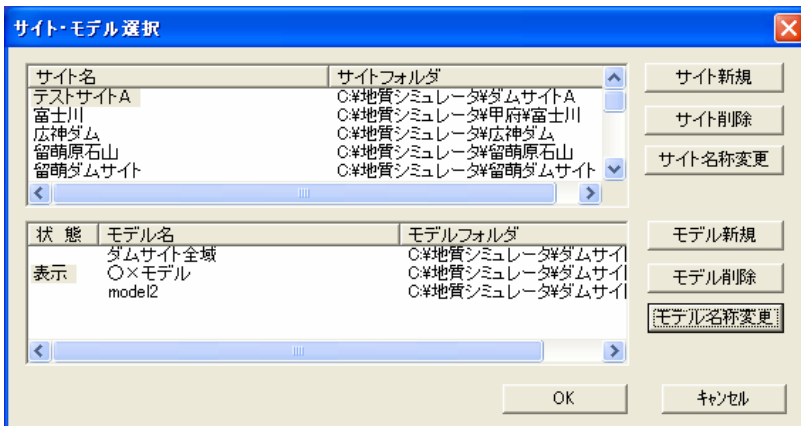 サイト・モデル選択
サイト名 サイトフォルダ
テストサイトA C:¥地質シミュレータ¥ダムサイトA
富士川 C:¥地質シミュレータ¥甲府¥富士川
広神ダム C:¥地質シミュレータ¥広神ダム
留萌原石山 C:¥地質シミュレータ¥留萌原石山
留萌ダムサイト C:¥地質シミュレータ¥留萌ダムサイト
サイト新規
サイト削除
サイト名称変更
状 態 モデル名 モデルフォルダ
ダムサイト全域 C:¥地質シミュレータ¥ダムサイ
表示 〇×モデル C:¥地質シミュレータ¥ダムサイ
model2 C:¥地質シミュレータ¥ダムサイ
モデル新規
モデル削除
モデル名称変更
OK キャンセル